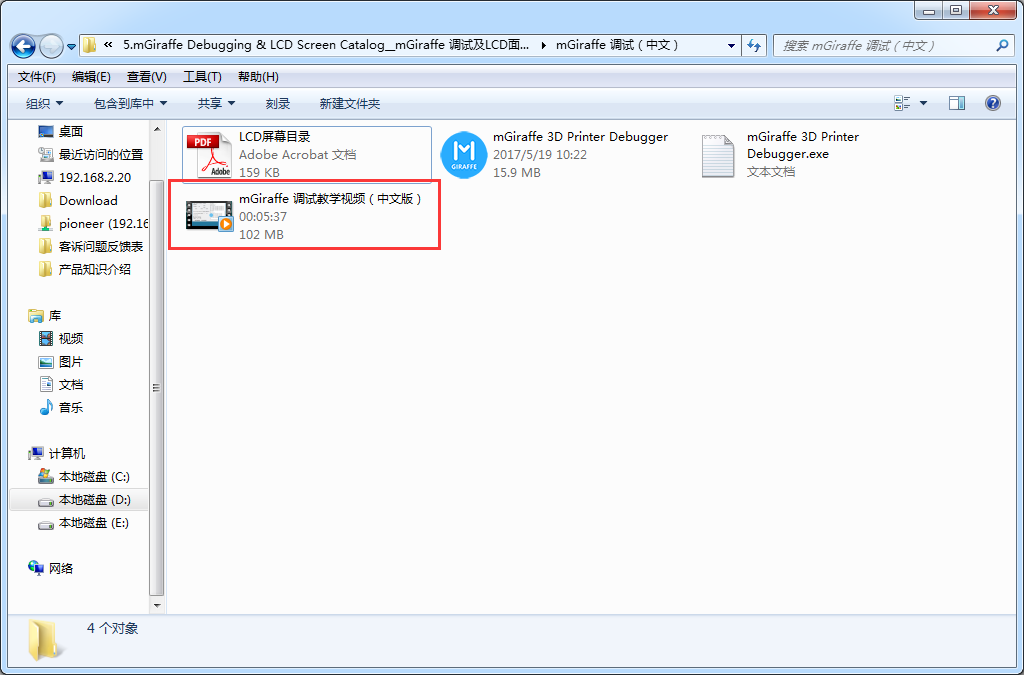 « 5.mGiraffe Debugging & LCD Screen Catalog__mGiraffe 调试及LCD面... ▸ mGiraffe 调试（中文）
搜索 mGiraffe 调试（中文）
文件(F) 编辑(E) 查看(V) 工具(T) 帮助(H)
组织 包含到库中 共享 刻录 新建文件夹
桌面
最近访问的位置
192.168.2.20
Download
pioneer (192.16
客诉问题反馈表
产品知识介绍
库
视频
图片
文档
音乐
计算机
本地磁盘 (C:)
本地磁盘 (D:)
本地磁盘 (E:)
网络
PDF
Adobe
LCD屏幕目录
Adobe Acrobat 文档
159 KB
GIRAFFE
mGiraffe 3D Printer Debugger
2017/5/19 10:22
15.9 MB
mGiraffe 3D Printer
Debugger.exe
文本文档
mGiraffe 调试教学视频（中文版）
00:05:37
102 MB
4 个对象